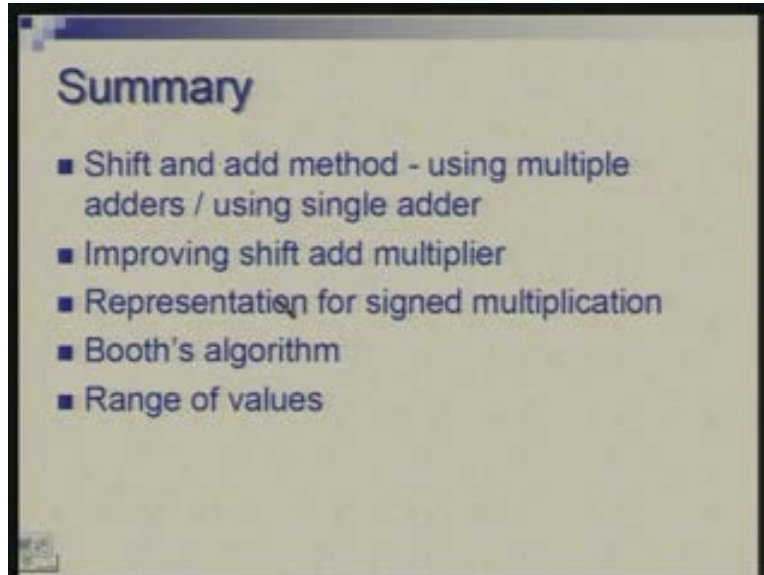 Summary
Shift and add method - using multiple
adders / using single adder
Improving shift add multiplier
Representation for signed multiplication
Booth's algorithm
Range of values